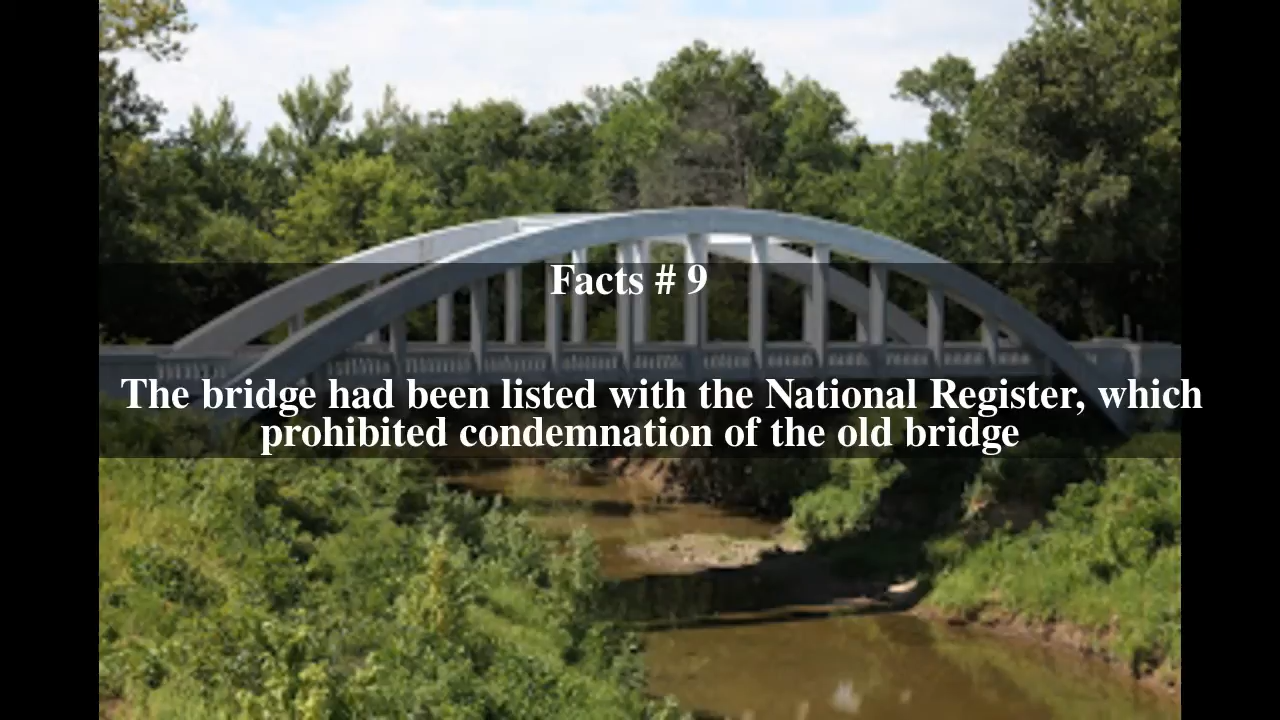 Facts # 9
The bridge had been listed with the National Register, which
prohibited condemnation of the old bridge